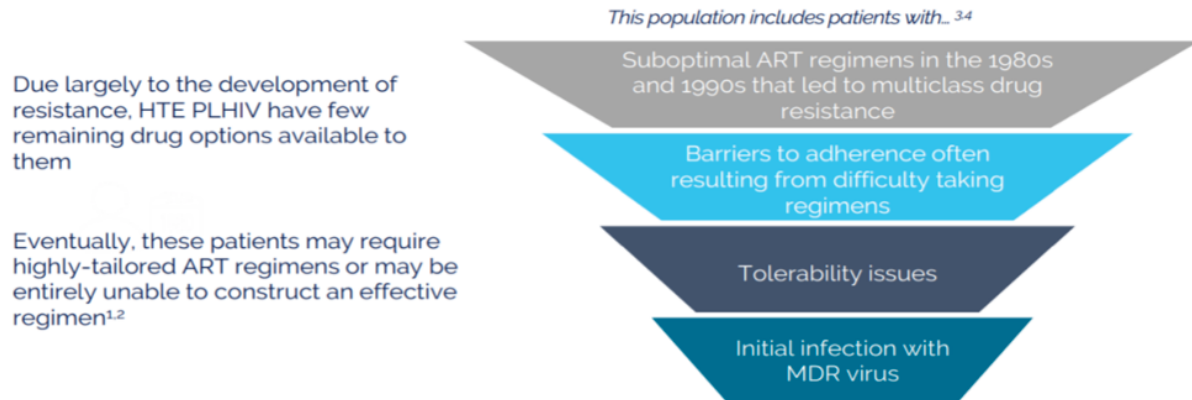 This population includes patients with… 3,4
Due largely to the development of
resistance, HTE PLHIV have few
remaining drug options available to
them
Eventually, these patients may require
highly-tailored ART regimens or may be
entirely unable to construct an effective
regimen1,2
Suboptimal ART regimens in the 1980s
and 1990s that led to multiclass drug
resistance
Barriers to adherence often
resulting from difficulty taking
regimens
Tolerability issues
Initial infection with
MDR virus